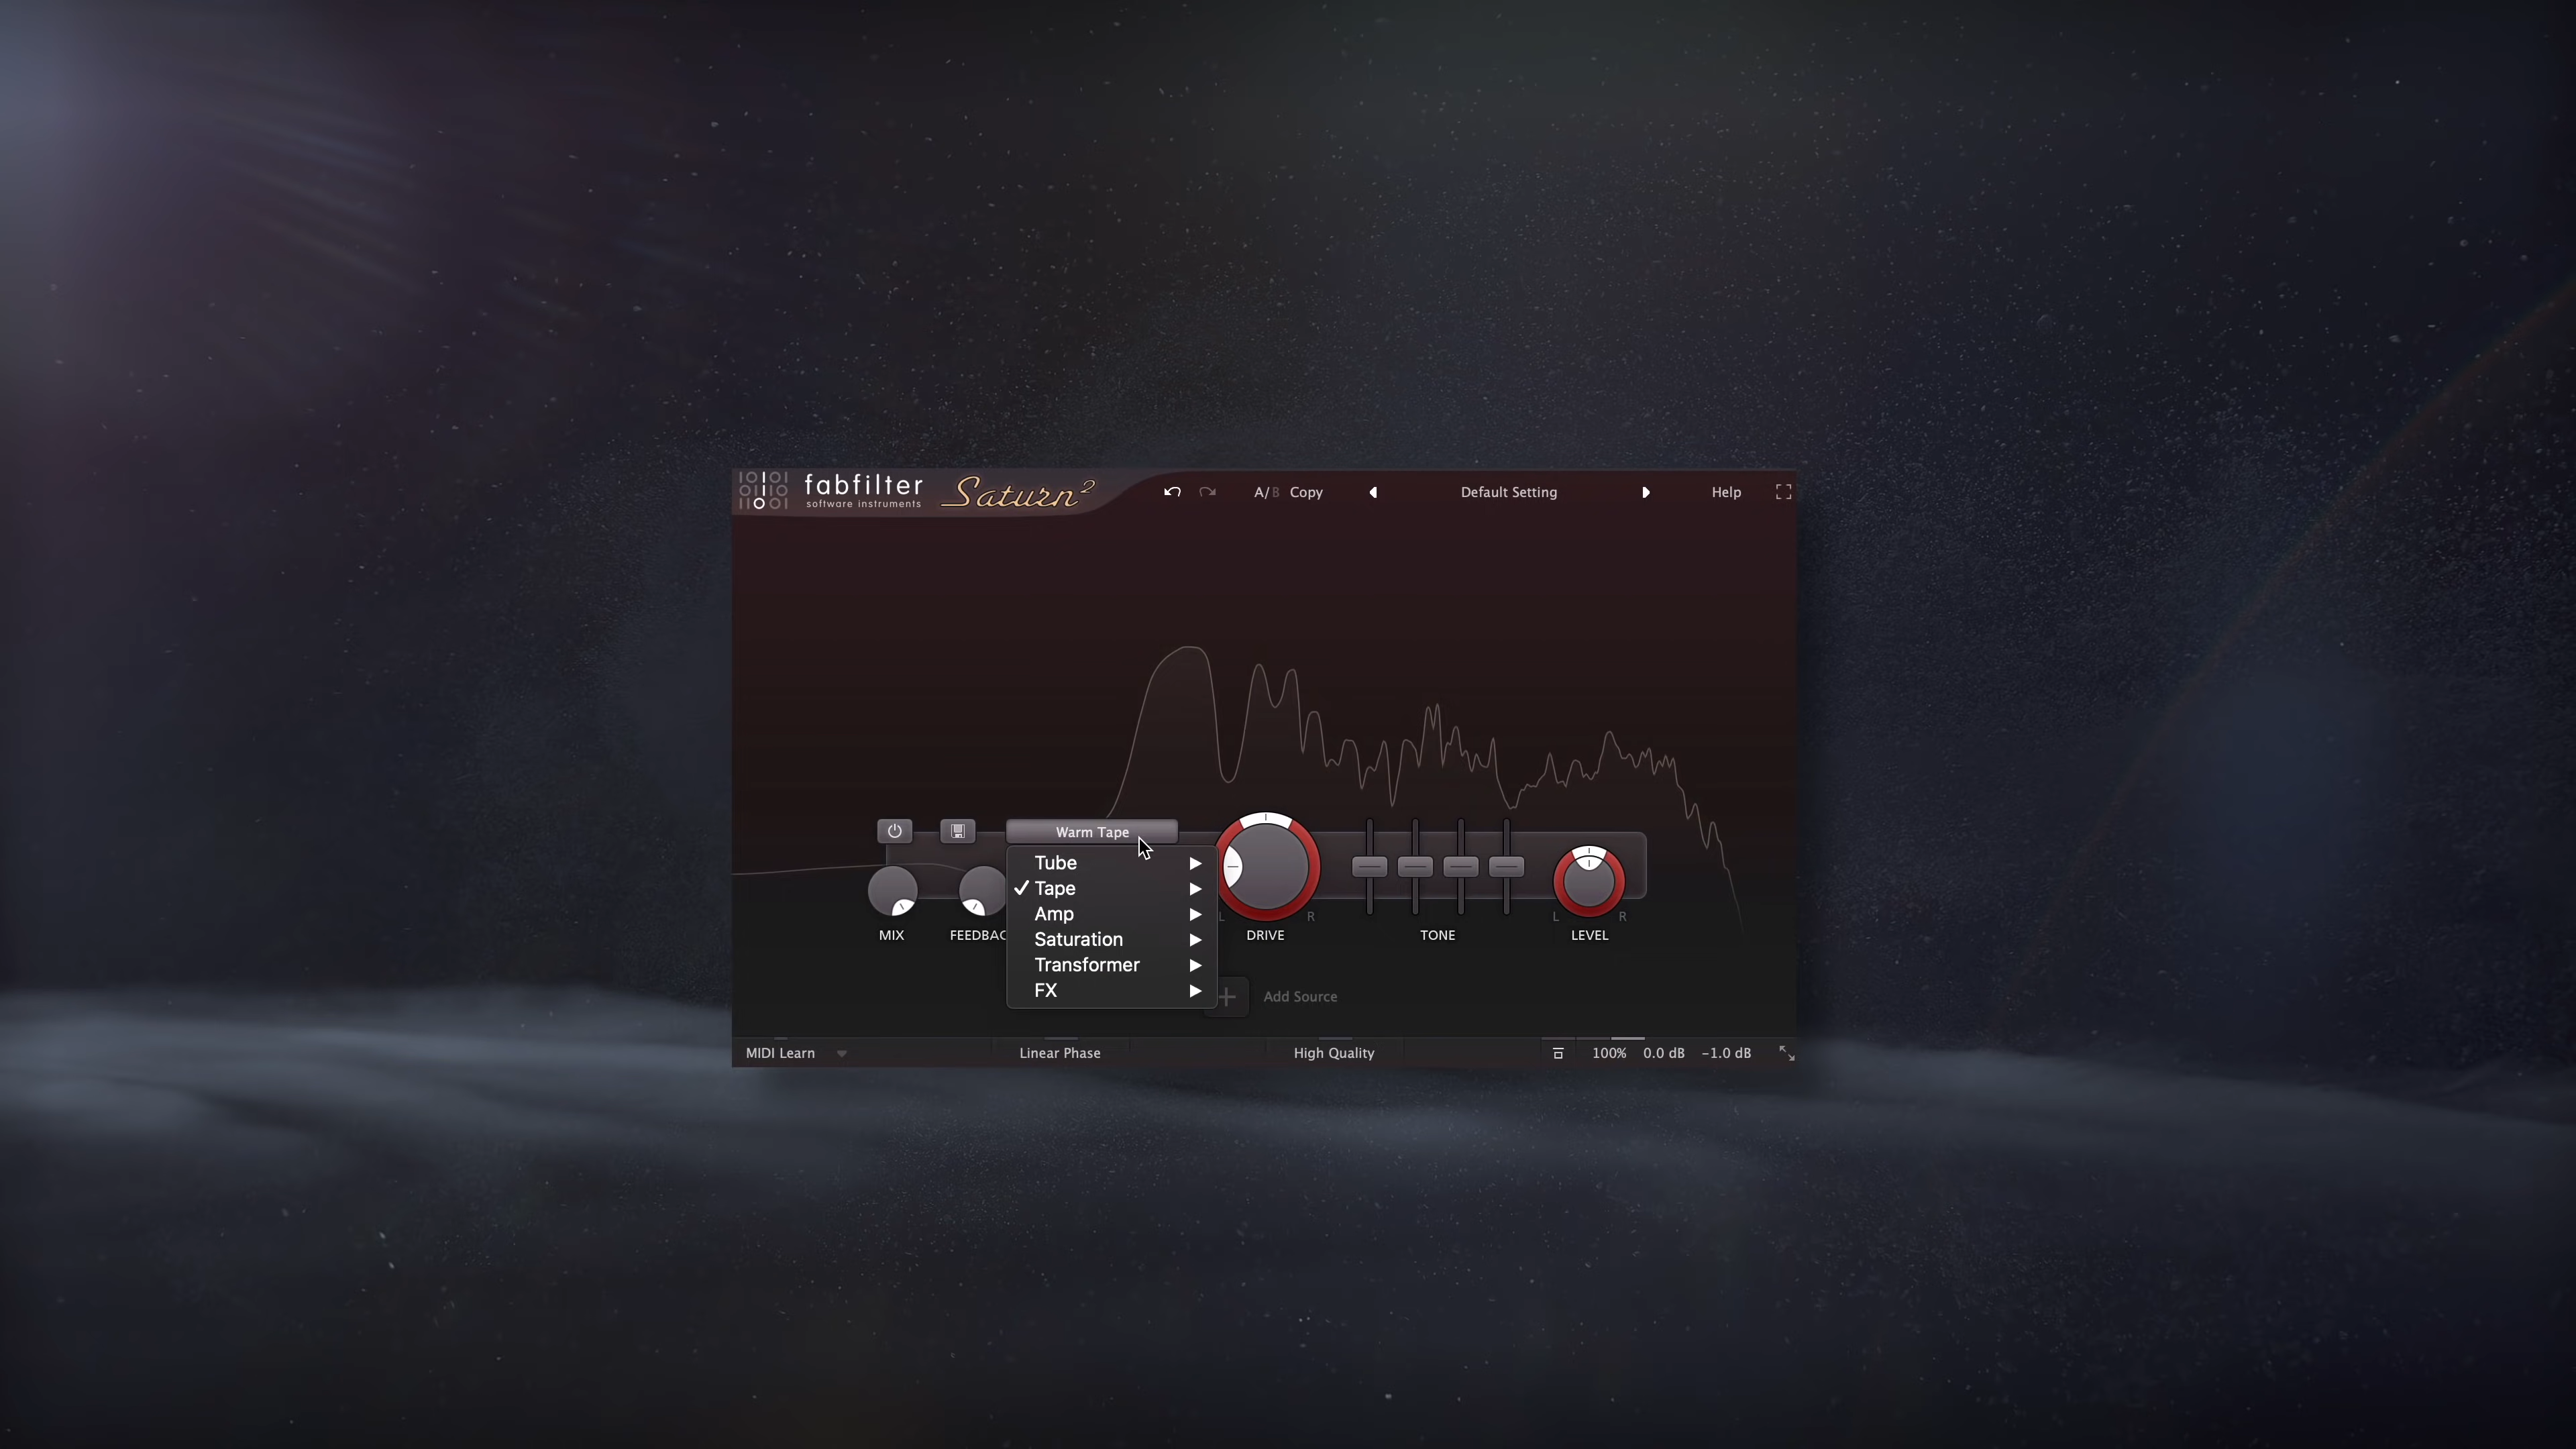 fabfilter
software instruments
Saturn 2
A/B Copy
Default Setting
Help
Warm Tape
Tube
Tape
Amp
Saturation
Transformer
FX
MIX
FEEDBAC
L R
DRIVE
TONE
L R
LEVEL
Add Source
MIDI Learn
Linear Phase
High Quality
100% 0.0 dB -1.0 dB